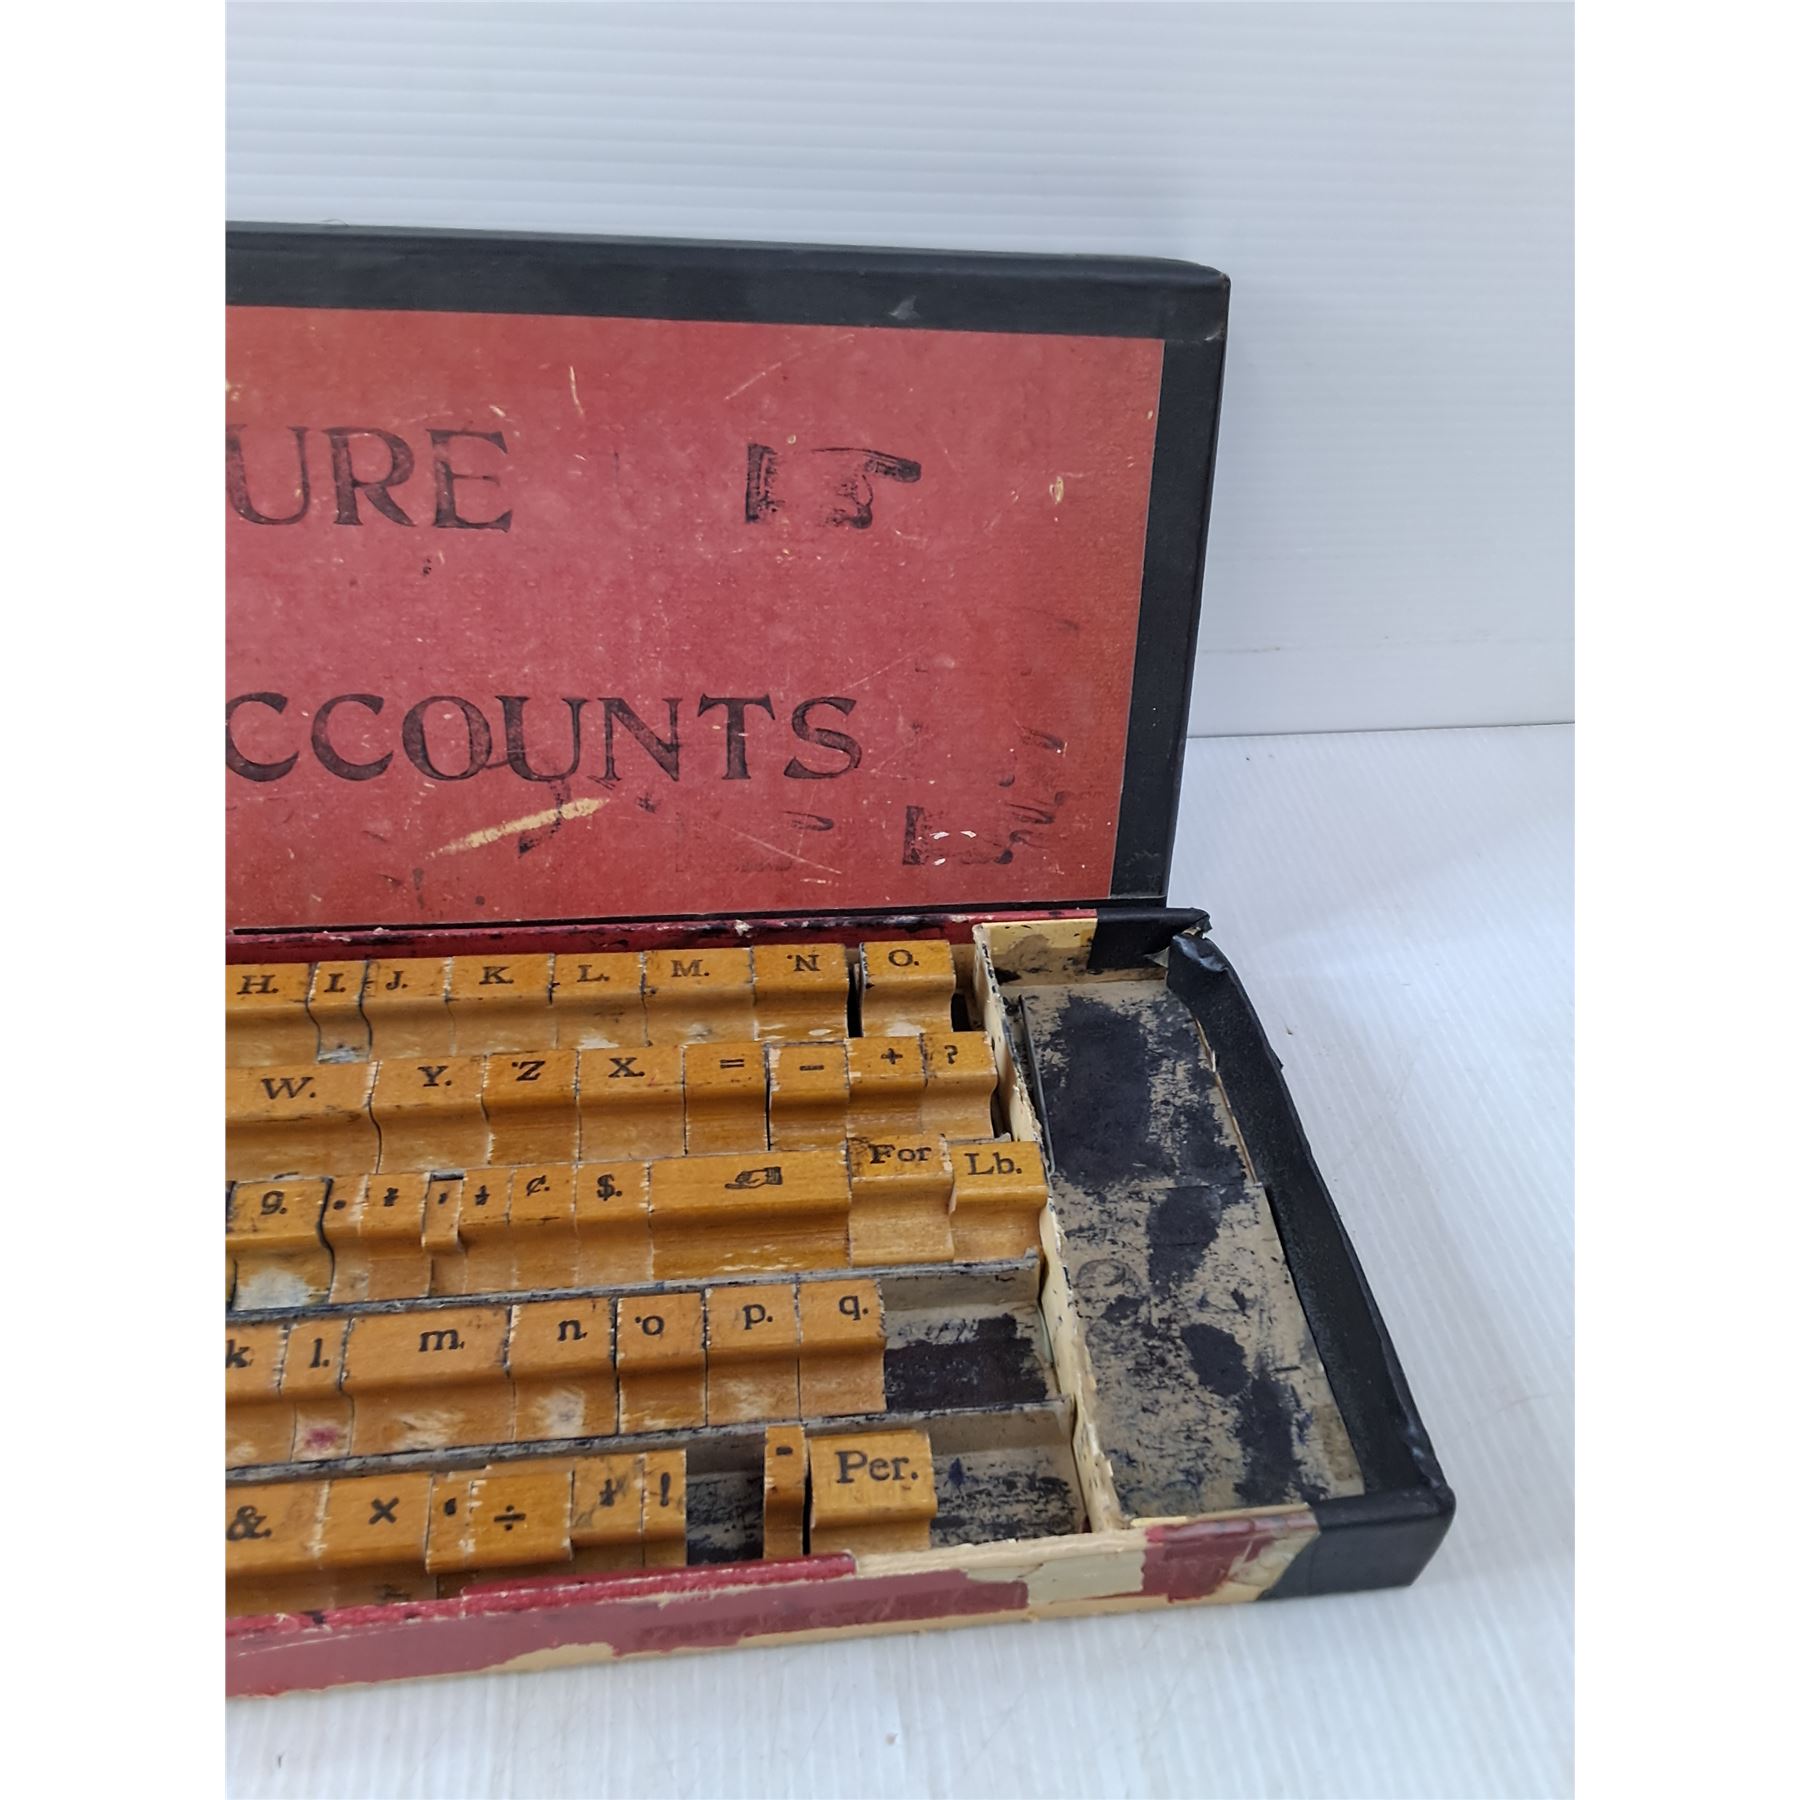 URE
CCOUNTS
H. I. J. K. L. M. N O.
W. Y. Z X. = - + ?
9. . , ¢. $. ☞ For Lb.
k l. m. n. o p. q.
&. × ÷ ! - Per.